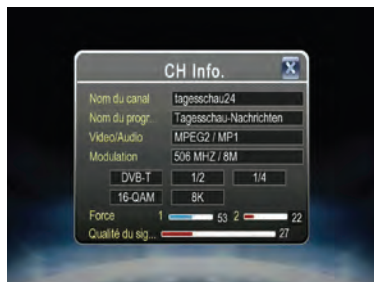 CH Info.
X
Nom du canal tagesschau24
Nom du progr. Tagesschau-Nachrichten
Video/Audio MPEG2 / MP1
Modulation 506 MHZ / 8M
DVB-T 1/2 1/4
16-QAM 8K
Force 1 53 2 22
Qualité du sig... 27